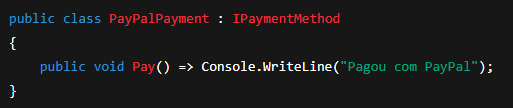 public class PayPalPayment : IPaymentMethod
{
    public void Pay() => Console.WriteLine("Pagou com PayPal");
}